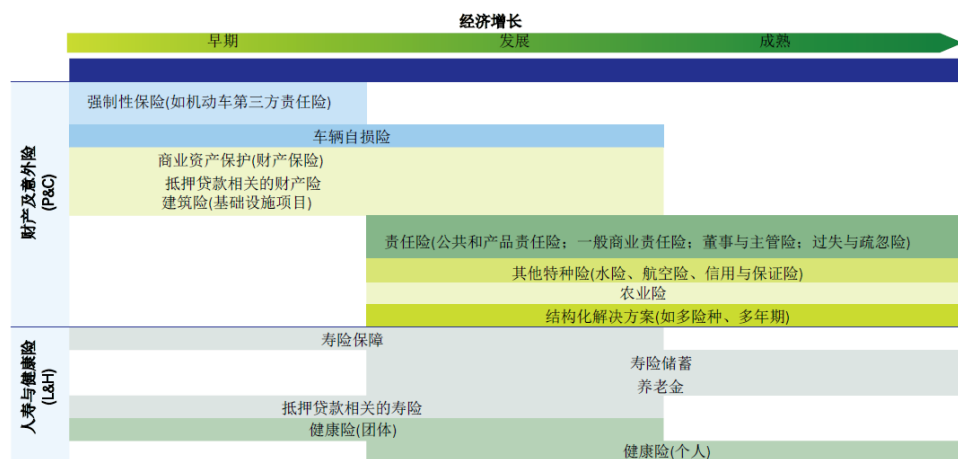 经济增长
早期 发展 成熟
财产及意外险
(P&C)
强制性保险(如机动车第三方责任险)
车辆自损险
商业资产保护(财产保险)
抵押贷款相关的财产险
建筑险(基础设施项目)
责任险(公共和产品责任险；一般商业责任险；董事与主管险；过失与疏忽险)
其他特种险(水险、航空险、信用与保证险)
农业险
结构化解决方案(如多险种、多年期)
人寿与健康险
(L&H)
寿险保障
寿险储蓄
养老金
抵押贷款相关的寿险
健康险(团体)
健康险(个人)